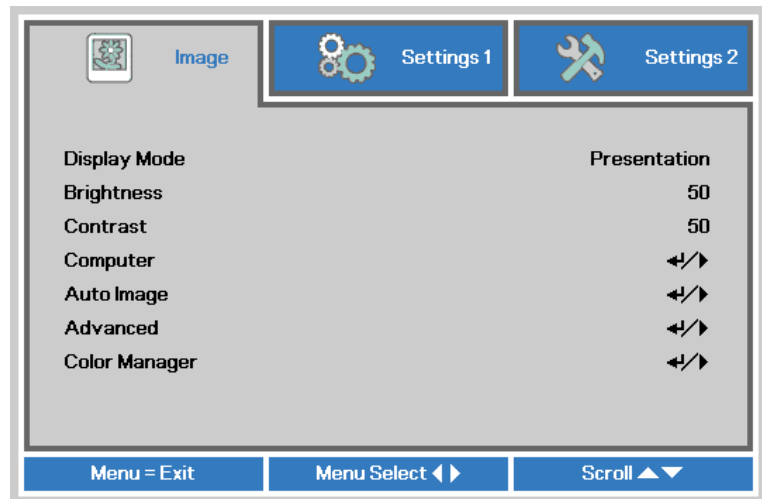 Image Settings 1 Settings 2
Display Mode Presentation
Brightness 50
Contrast 50
Computer ↵/▶
Auto Image ↵/▶
Advanced ↵/▶
Color Manager ↵/▶
Menu = Exit Menu Select ◀▶ Scroll ▲▼